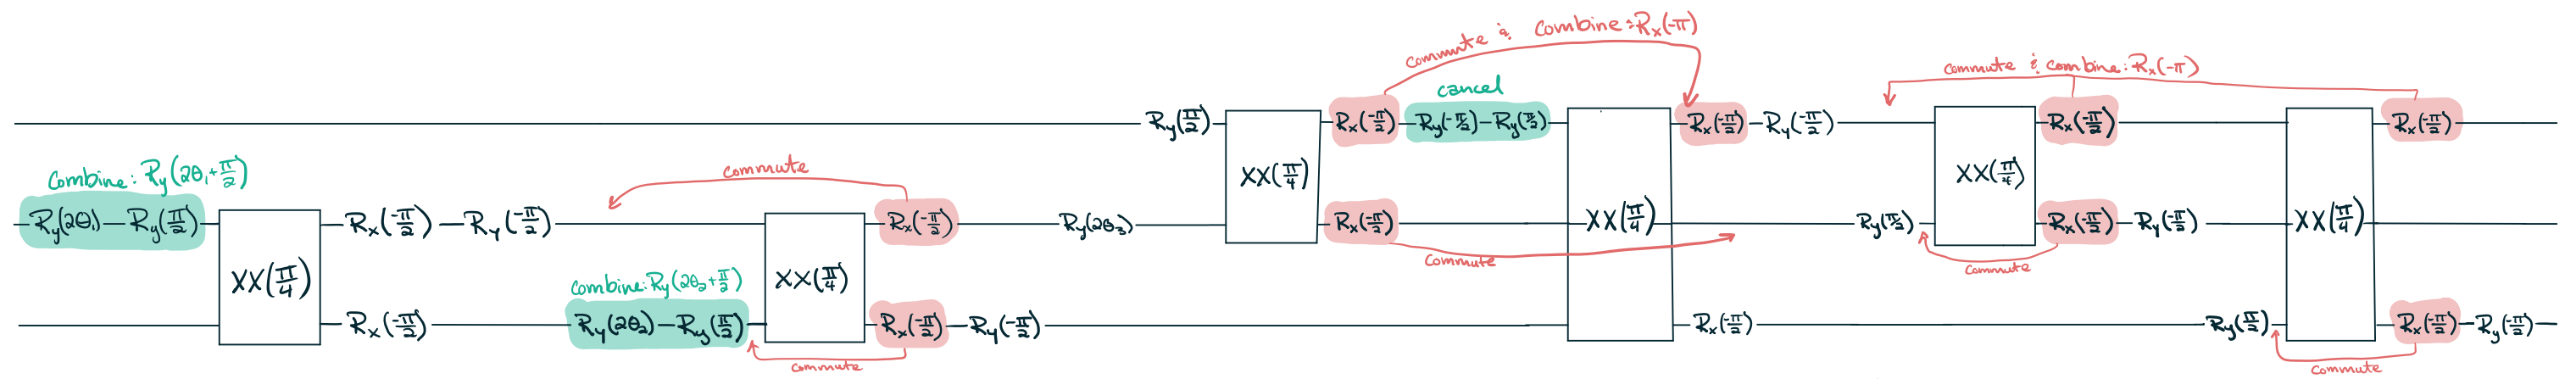 commute & combine: Rx(-π)
commute & combine: Rx(-π)
cancel
Ry(π/2)
XX(π/4)
Rx(-π/2)
Ry(-π/2) Ry(π/2)
Rx(-π/2) Ry(-π/2)
XX(π/4)
Rx(-π/2)
Rx(-π/2)
combine: Ry(2θ₁+π/2)
commute
Ry(2θ₁) Ry(π/2)
Rx(-π/2) Ry(-π/2)
Rx(-π/2)
Ry(2θ₃)
Rx(-π/2)
XX(π/4)
Ry(π/2)
Rx(-π/2) Ry(-π/2)
XX(π/4)
commute
commute
XX(π/4)
combine: Ry(2θ₂+π/2)
XX(π/4)
Rx(-π/2)
Ry(2θ₂) Ry(π/2)
Rx(-π/2) Ry(-π/2)
Rx(-π/2)
Ry(π/2)
Rx(-π/2) Ry(-π/2)
commute
commute